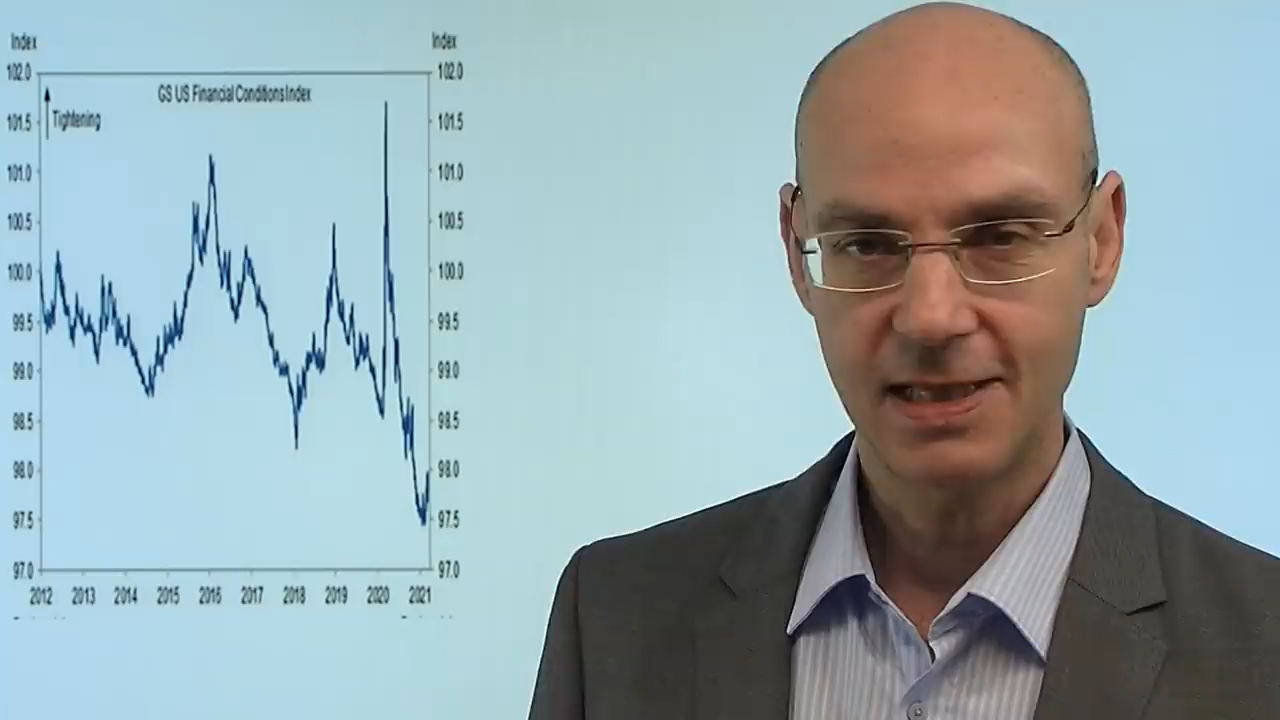 Index Index
102.0 102.0
GS US Financial Conditions Index
Tightening
101.5 101.5
101.0 101.0
100.5 100.5
100.0 100.0
99.5 99.5
99.0 99.0
98.5 98.5
98.0 98.0
97.5 97.5
97.0 97.0
2012 2013 2014 2015 2016 2017 2018 2019 2020 2021